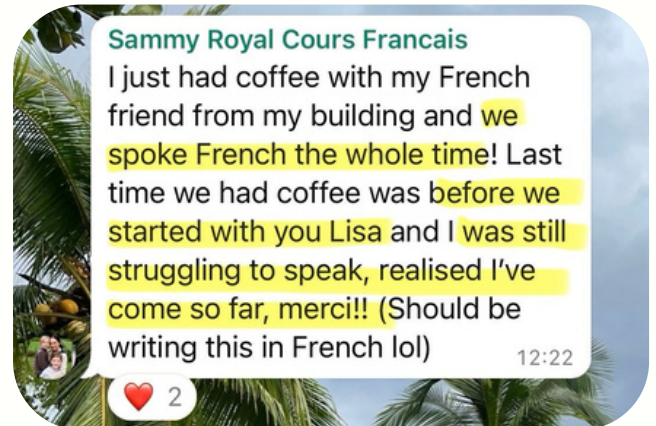 Sammy Royal Cours Francais
I just had coffee with my French
friend from my building and we
spoke French the whole time! Last
time we had coffee was before we
started with you Lisa and I was still
struggling to speak, realised I’ve
come so far, merci!! (Should be
writing this in French lol)
12:22
❤️ 2